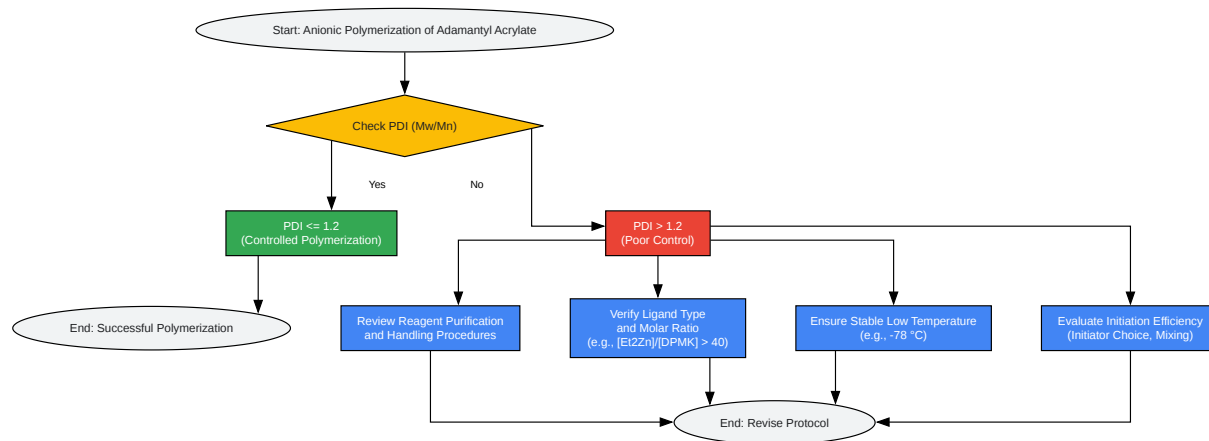 Start: Anionic Polymerization of Adamantyl Acrylate
Check PDI (Mw/Mn)
Yes
No
PDI <= 1.2
(Controlled Polymerization)
PDI > 1.2
(Poor Control)
End: Successful Polymerization
Review Reagent Purification
and Handling Procedures
Verify Ligand Type
and Molar Ratio
(e.g., [Et2Zn]/[DPMK] > 40)
Ensure Stable Low Temperature
(e.g., -78 °C)
Evaluate Initiation Efficiency
(Initiator Choice, Mixing)
End: Revise Protocol